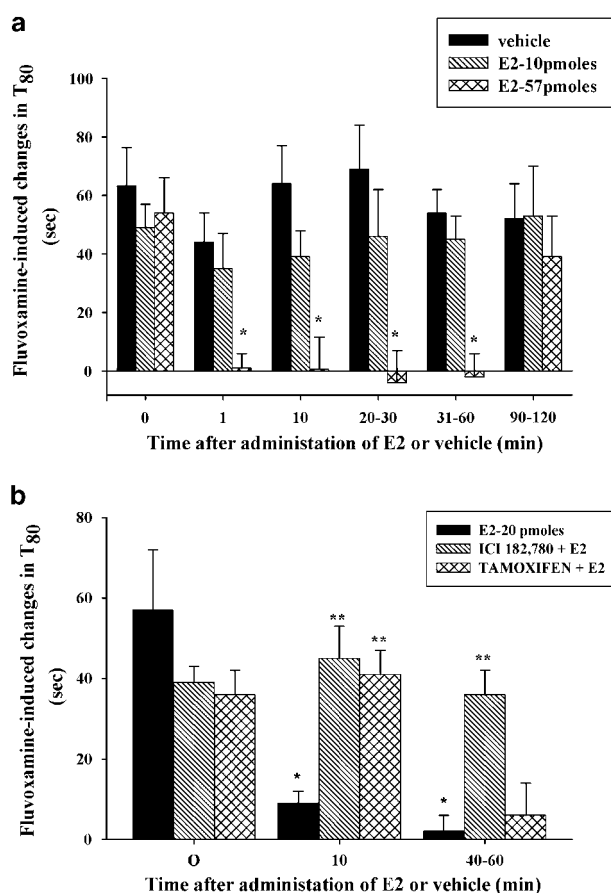 a
vehicle
E2-10pmoles
E2-57pmoles
Fluvoxamine-induced changes in T80
(sec)
100
80
60
40
20
0
* * * *
0 1 10 20-30 31-60 90-120
Time after administation of E2 or vehicle (min)
b
E2-20 pmoles
ICI 182,780 + E2
TAMOXIFEN + E2
Fluvoxamine-induced changes in T80
(sec)
80
60
40
20
0
* ** ** * **
O 10 40-60
Time after administation of E2 or vehicle (min)